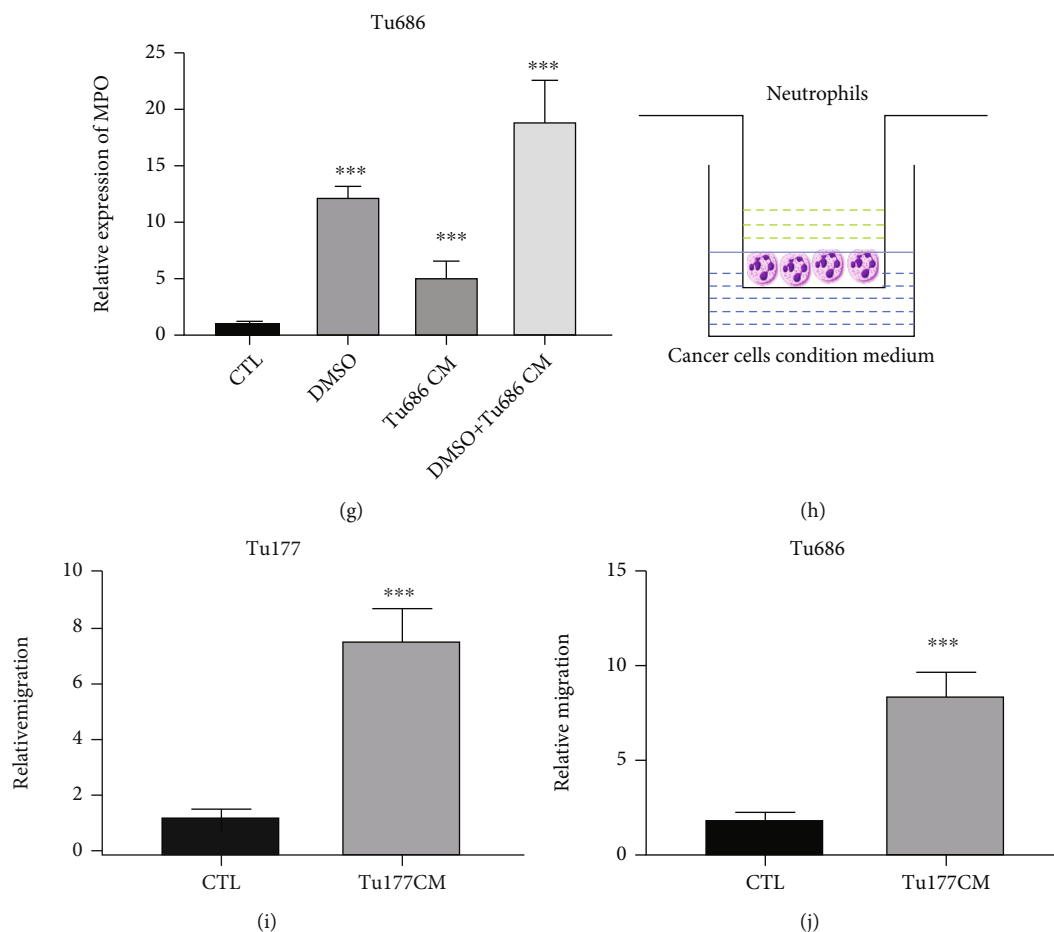 Tu686
Relative expression of MPO
25
20
15
10
5
0
***
***
***
CTL
DMSO
Tu686 CM
DMSO+Tu686 CM
(g)
Neutrophils
Cancer cells condition medium
(h)
Tu177
Relativemigration
10
8
6
4
2
0
***
CTL
Tu177CM
(i)
Tu686
Relative migration
15
10
5
0
***
CTL
Tu177CM
(j)